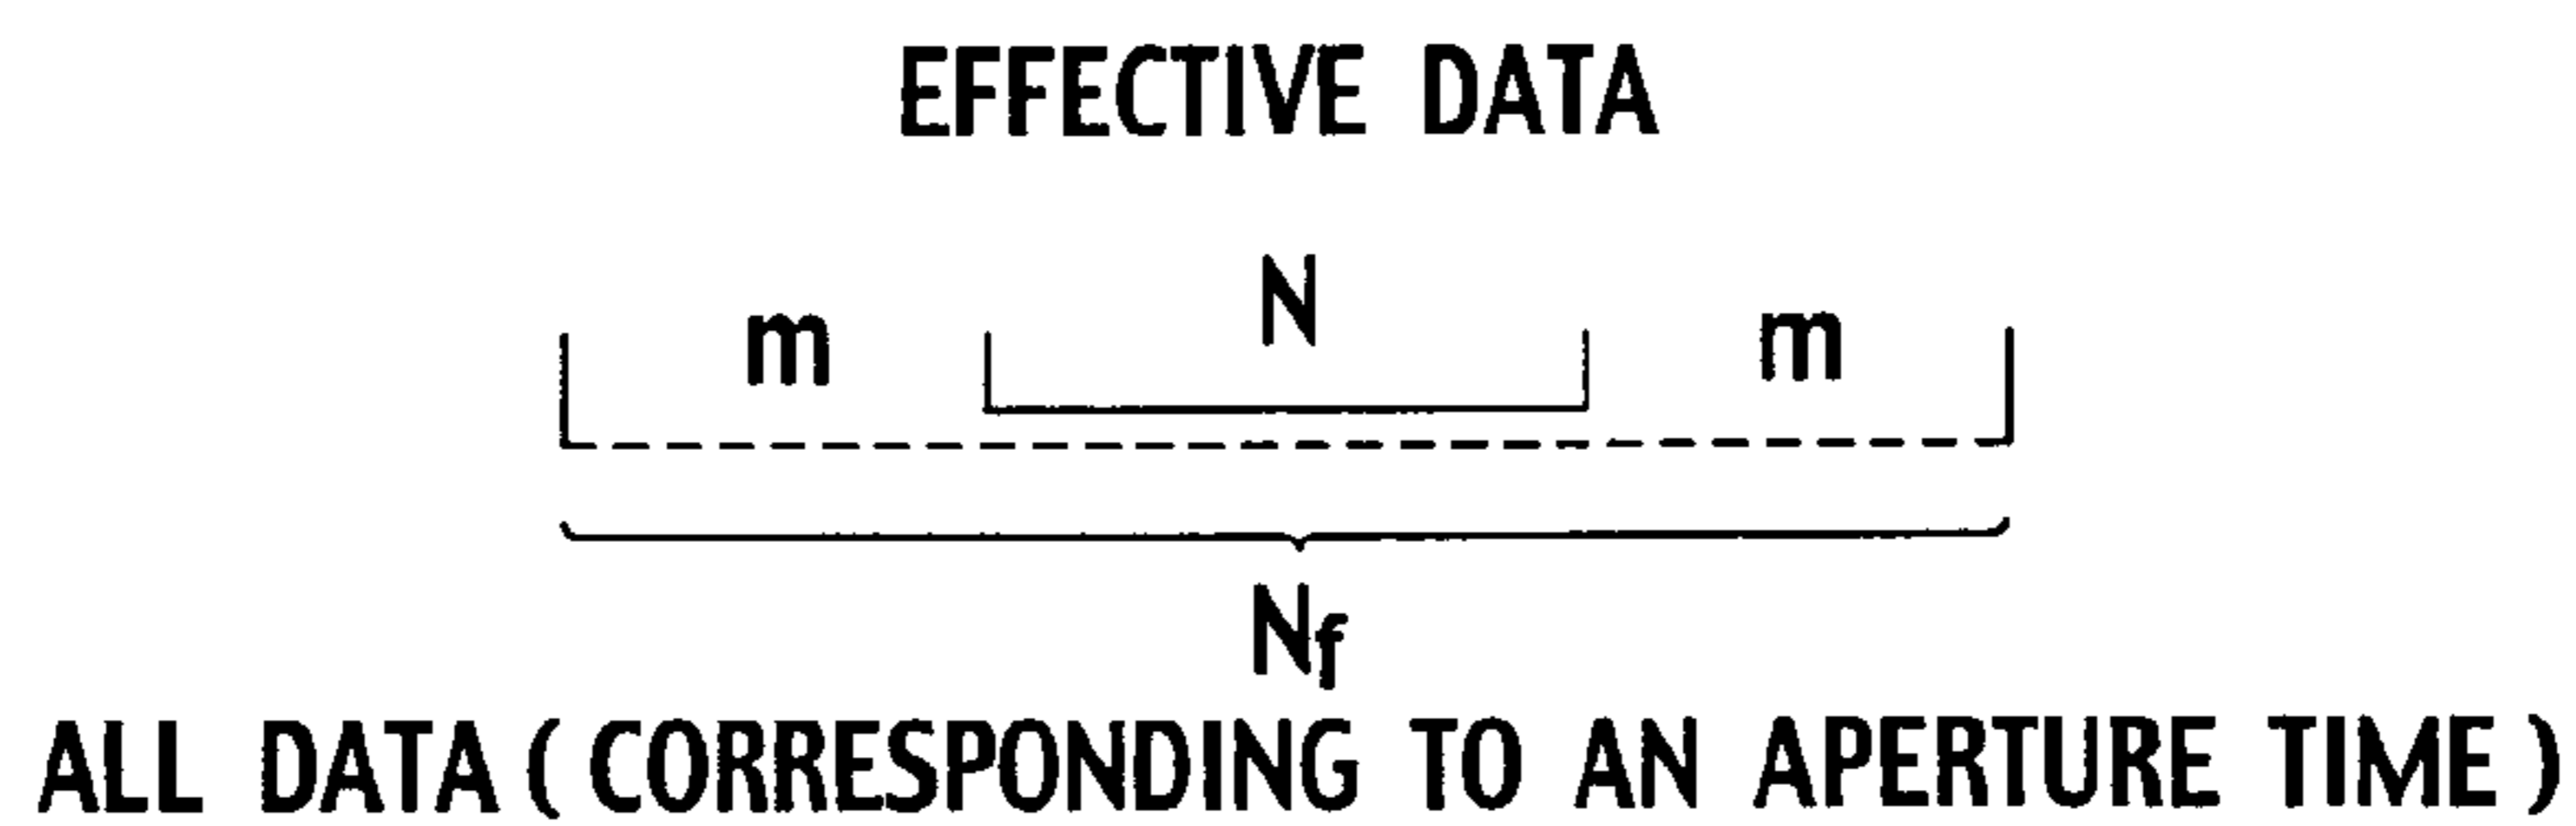 EFFECTIVE DATA
m N m
Nf
ALL DATA ( CORRESPONDING TO AN APERTURE TIME )